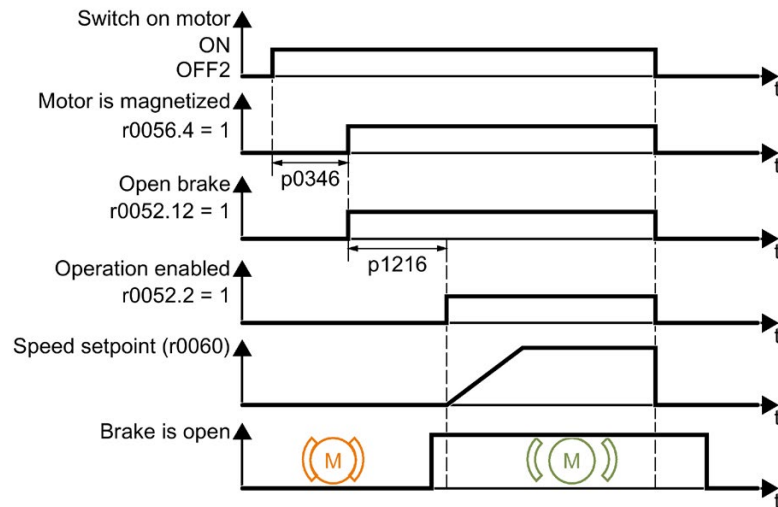 Switch on motor
ON
OFF2
t
Motor is magnetized
r0056.4 = 1
t
p0346
Open brake
r0052.12 = 1
t
p1216
Operation enabled
r0052.2 = 1
t
Speed setpoint (r0060)
t
Brake is open
M
M
t